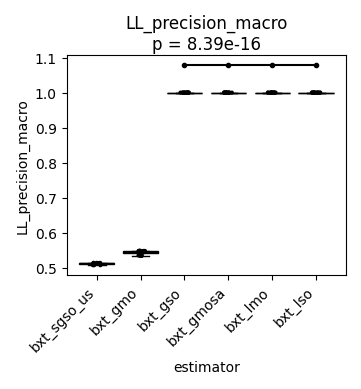 LL_precision_macro
p = 8.39e-16
LL_precision_macro
1.1
1.0
0.9
0.8
0.7
0.6
0.5
bxt_sgso_us
bxt_gmo
bxt_gso
bxt_gmosa
bxt_lmo
bxt_lso
estimator